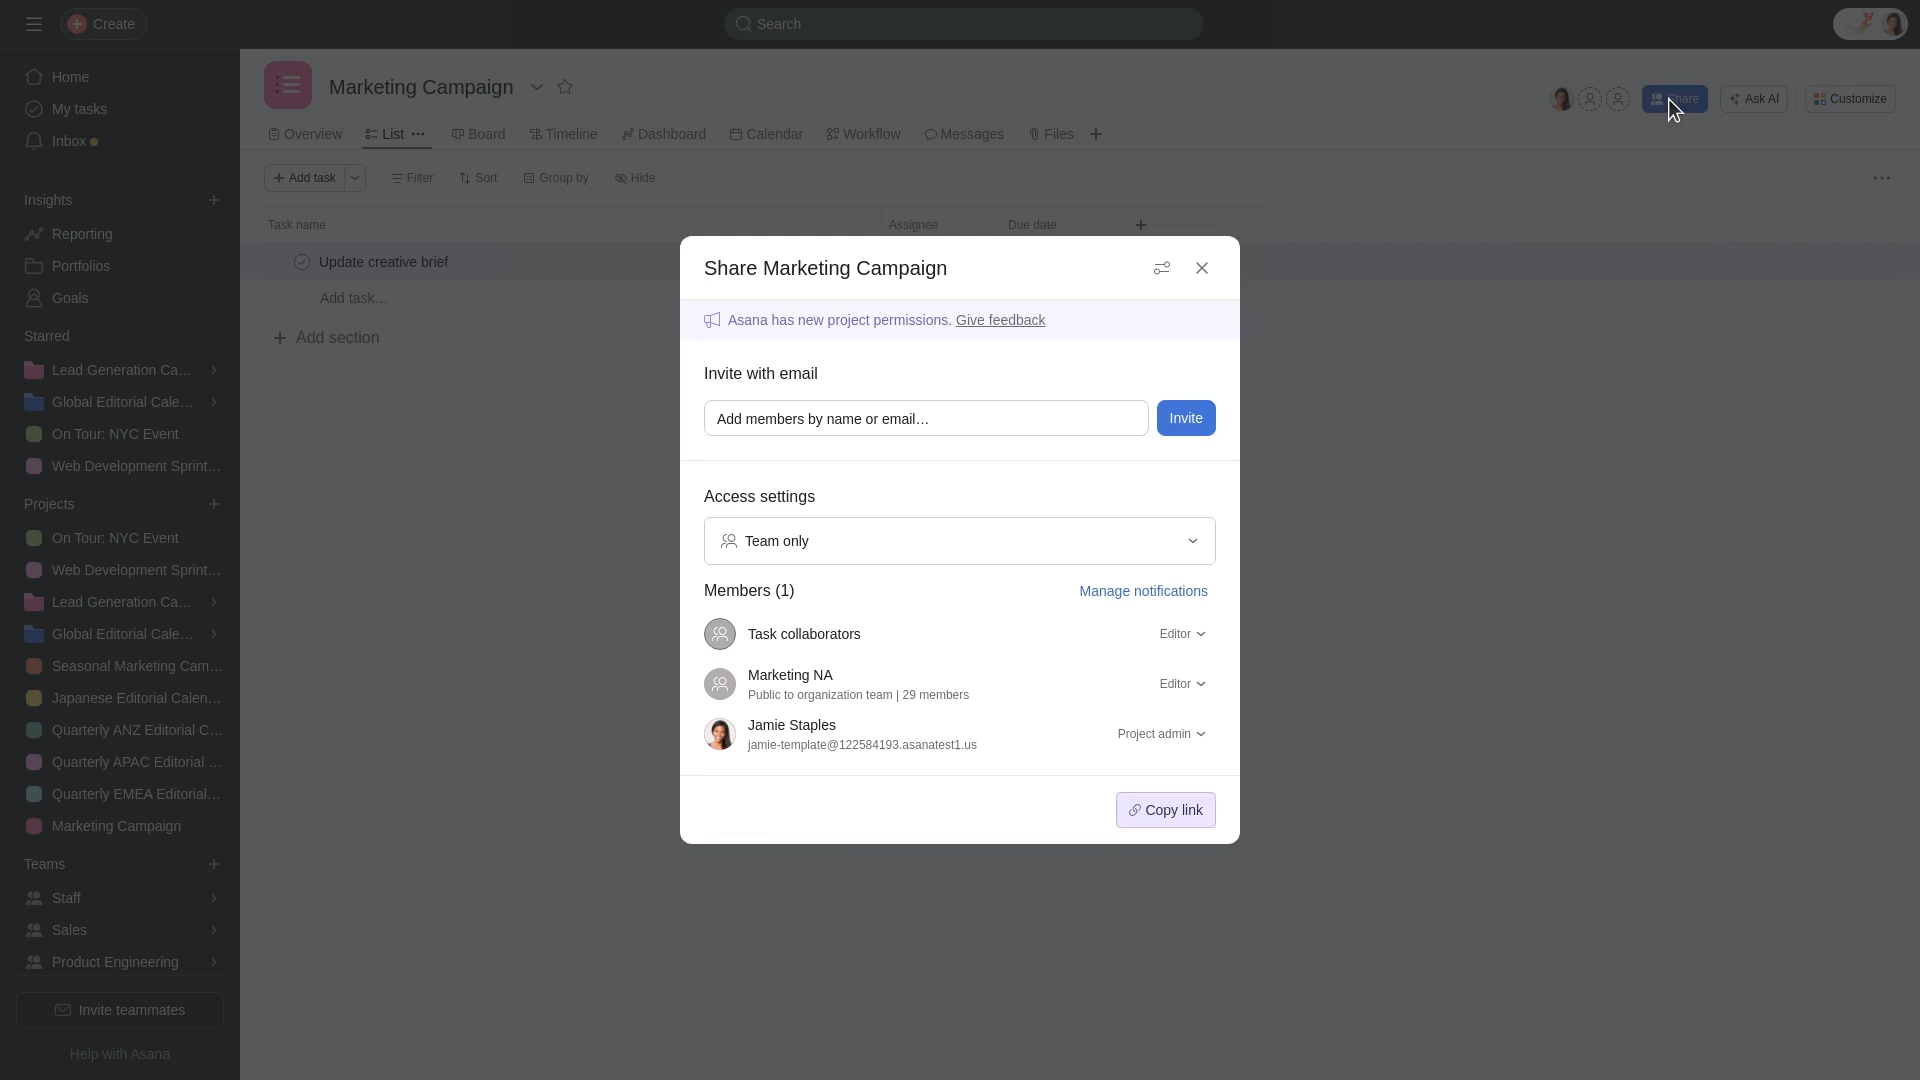 Create
Search
Home
My tasks
Inbox
Insights
Reporting
Portfolios
Goals
Starred
Lead Generation Ca…
Global Editorial Cale…
On Tour: NYC Event
Web Development Sprint…
Projects
On Tour: NYC Event
Web Development Sprint…
Lead Generation Ca…
Global Editorial Cale…
Seasonal Marketing Cam…
Japanese Editorial Calen…
Quarterly ANZ Editorial C…
Quarterly APAC Editorial …
Quarterly EMEA Editorial…
Marketing Campaign
Teams
Staff
Sales
Product Engineering
Invite teammates
Help with Asana
Marketing Campaign
Share Ask AI Customize
Overview List Board Timeline Dashboard Calendar Workflow Messages Files
Add task Filter Sort Group by Hide
Task name Assignee Due date
Update creative brief
Add task…
Add section
Share Marketing Campaign
Asana has new project permissions. Give feedback
Invite with email
Add members by name or email… Invite
Access settings
Team only
Members (1) Manage notifications
Task collaborators Editor
Marketing NA
Public to organization team | 29 members Editor
Jamie Staples
jamie-template@122584193.asanatest1.us Project admin
Copy link